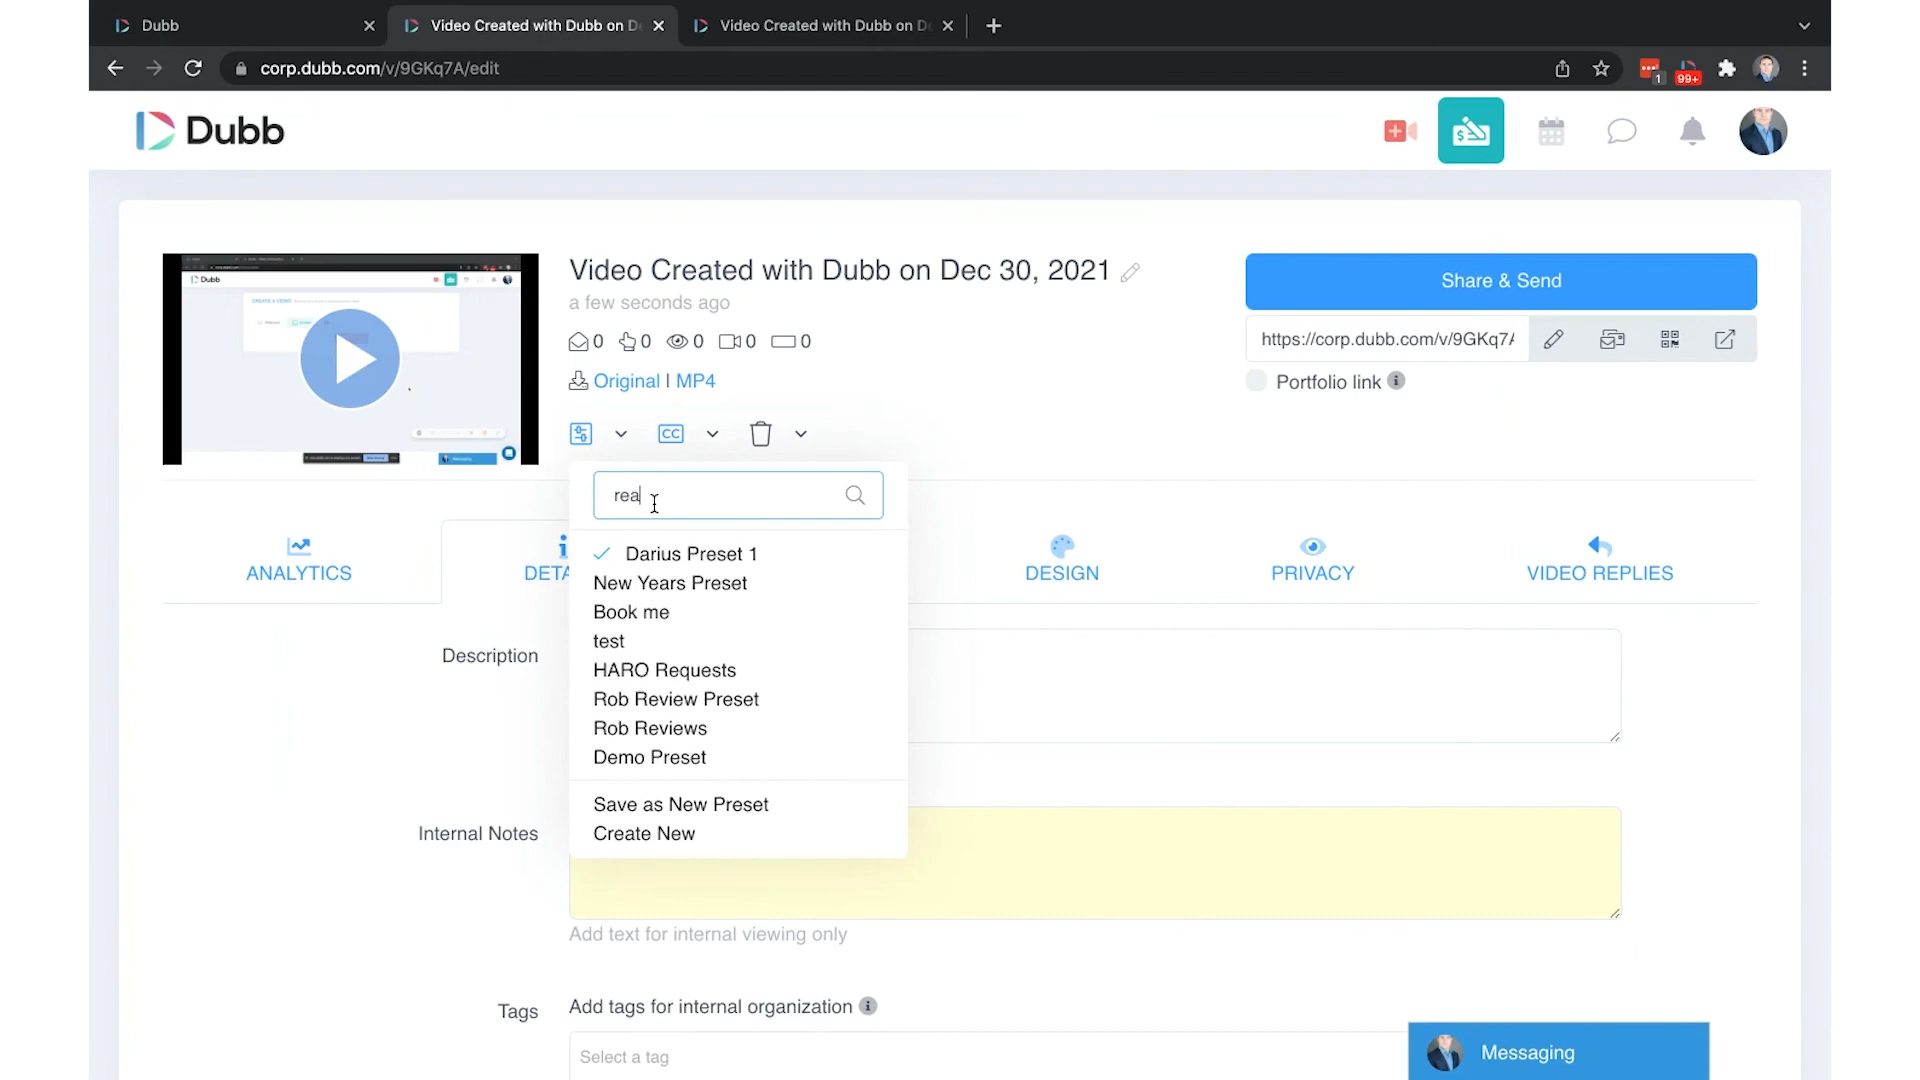 Dubb
Video Created with Dubb on D
Video Created with Dubb on D
corp.dubb.com/v/9GKq7A/edit
1
99+
Dubb
Video Created with Dubb on Dec 30, 2021
a few seconds ago
0 0 0 0 0
Original | MP4
CC
Share & Send
https://corp.dubb.com/v/9GKq7A
Portfolio link
rea
Darius Preset 1
New Years Preset
Book me
test
HARO Requests
Rob Review Preset
Rob Reviews
Demo Preset
Save as New Preset
Create New
ANALYTICS
DETA
DESIGN
PRIVACY
VIDEO REPLIES
Description
Internal Notes
Add text for internal viewing only
Tags
Add tags for internal organization
Select a tag
Messaging